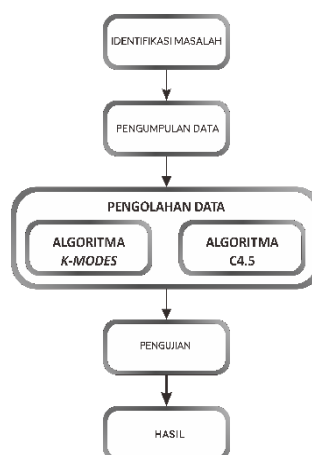 IDENTIFIKASI MASALAH
PENGUMPULAN DATA
PENGOLAHAN DATA
ALGORITMA
K-MODES
ALGORITMA
C4.5
PENGUJIAN
HASIL